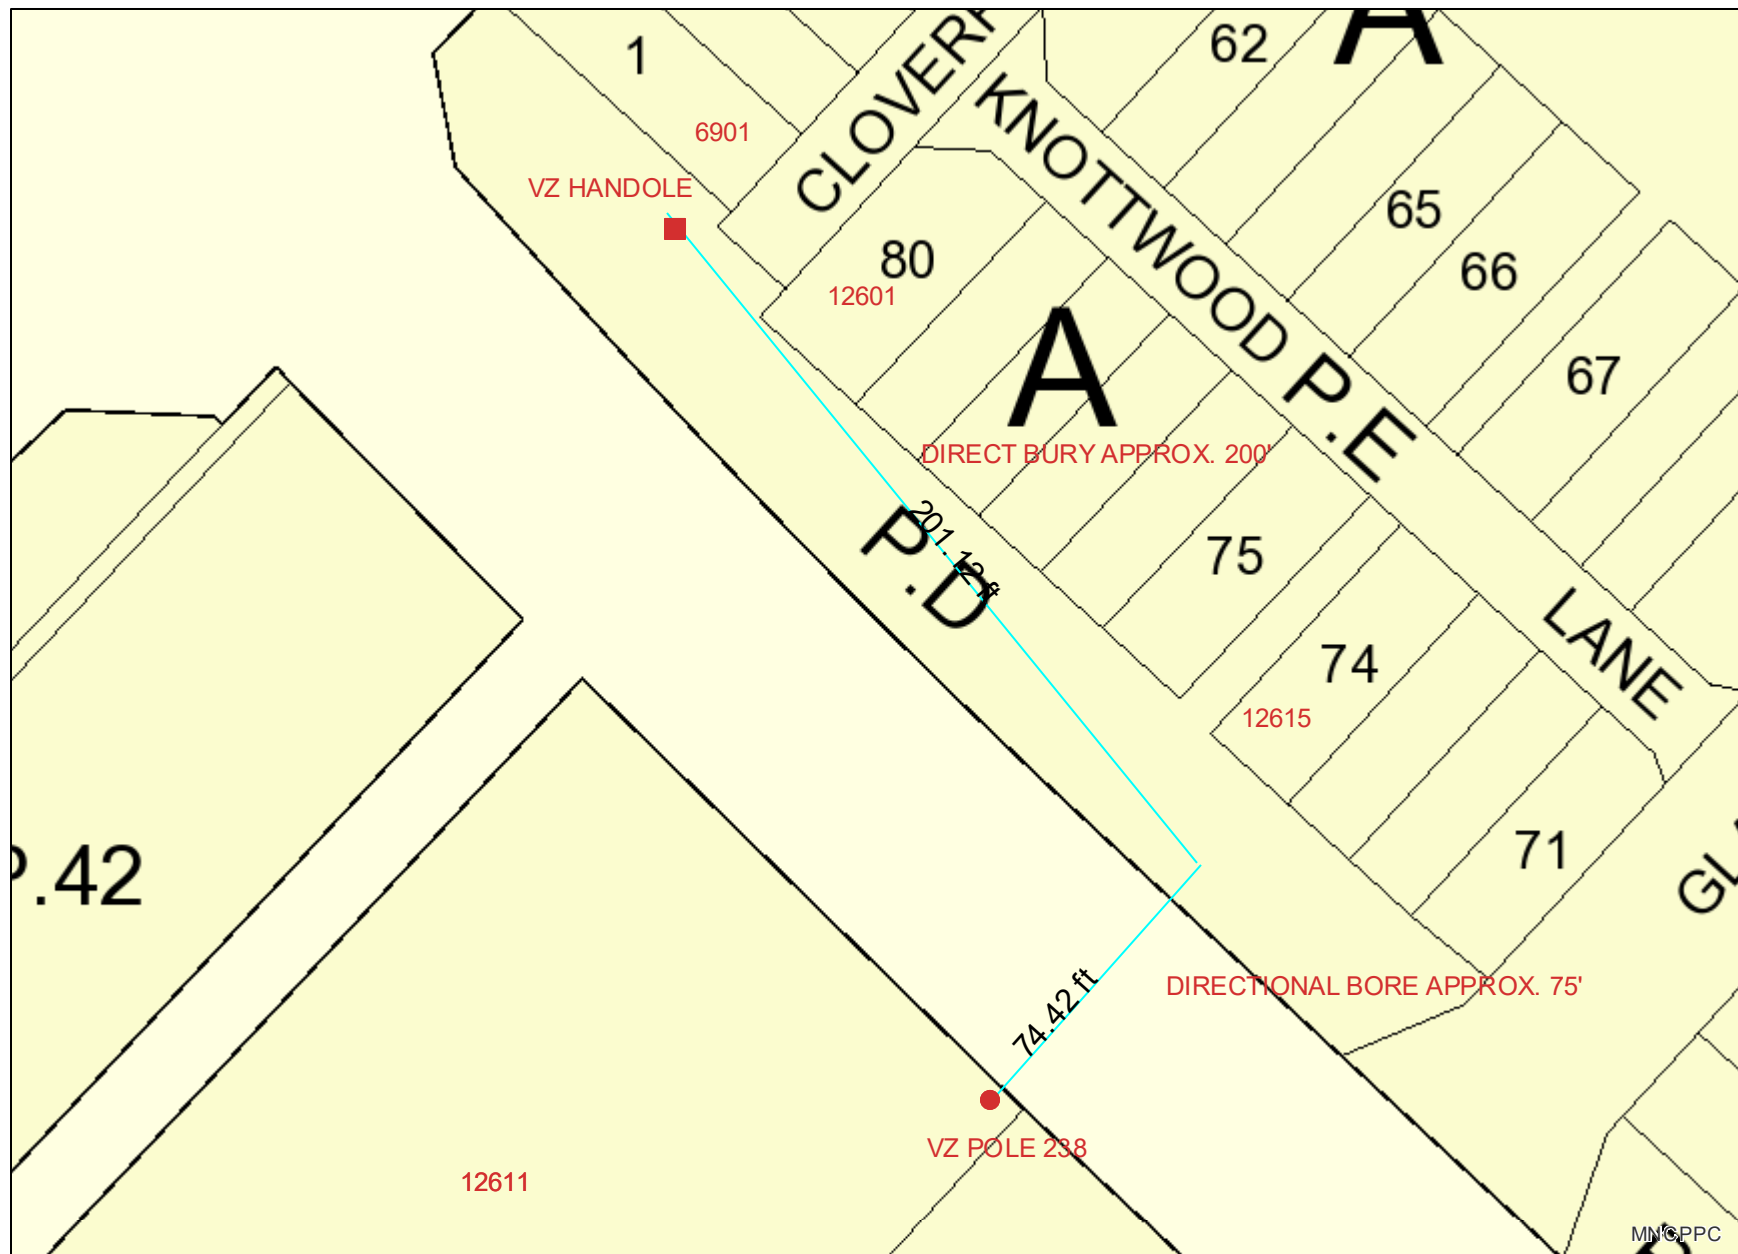 1
62
A
6901
CLOVER
VZ HANDOLE
KNOTTWOOD
65
80
66
12601
A
P.E
67
DIRECT BURY APPROX. 200'
201.12 ft
P.D
75
LANE
74
12615
71
.42
DIRECTIONAL BORE APPROX. 75'
74.42 ft
VZ POLE 238
12611
MNCPPC